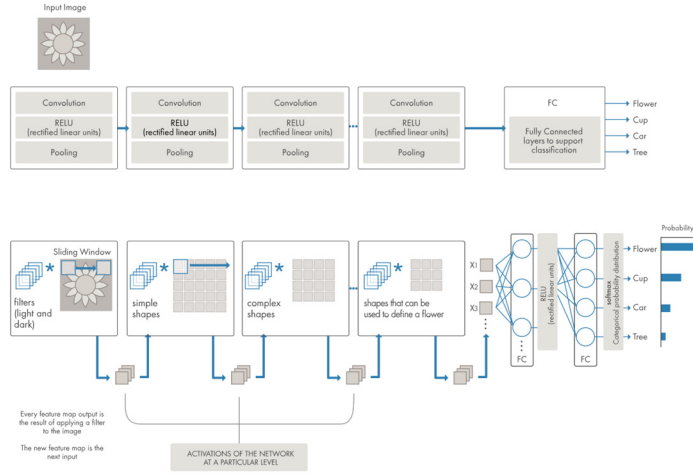 Input Image
Convolution
RELU
(rectified linear units)
Pooling
Convolution
RELU
(rectified linear units)
Pooling
Convolution
RELU
(rectified linear units)
Pooling
...
Convolution
RELU
(rectified linear units)
Pooling
FC
Fully Connected
layers to support
classification
Flower
Cup
Car
Tree
Sliding Window
*
filters
(light and
dark)
*
simple
shapes
*
complex
shapes
...
*
shapes that can be
used to define a flower
X1
X2
X3
FC
RELU
(rectified linear units)
FC
softmax
Categorical probability distribution
Probability
Flower
Cup
Car
Tree
Every feature map output is
the result of applying a filter
to the image
The new feature map is the
next input
ACTIVATIONS OF THE NETWORK
AT A PARTICULAR LEVEL